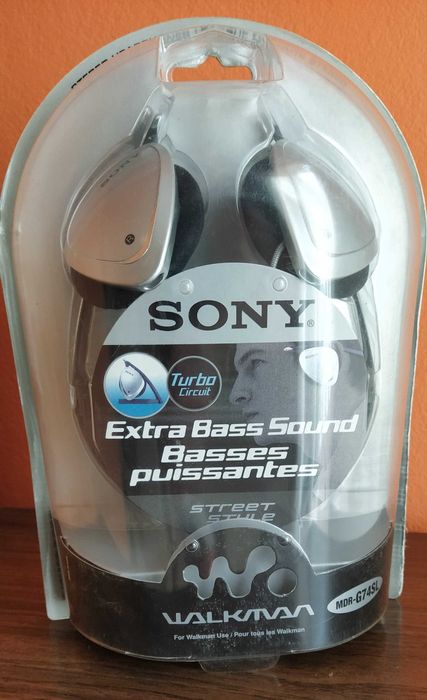 SONY
SONY®
Turbo
Circuit
Extra Bass Sound
Basses
puissantes
STREET
STYLE
WALKMAN
MDR-G74SL
For Walkman Use / Pour tous les Walkman